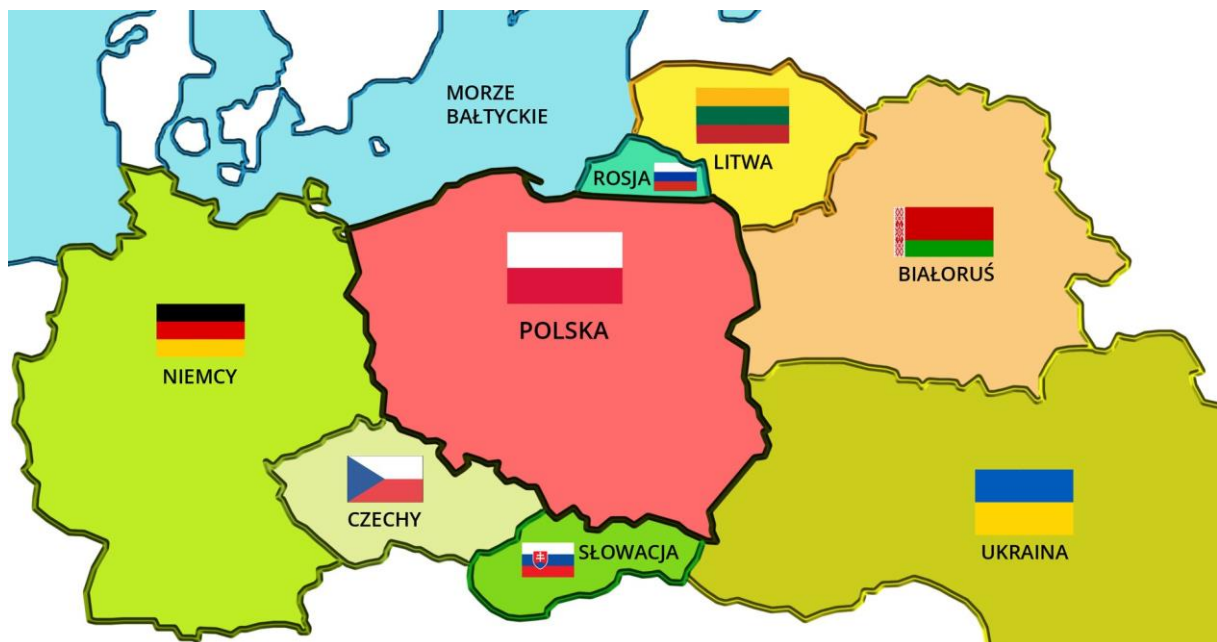 MORZE
BAŁTYCKIE
LITWA
ROSJA
BIAŁORUŚ
POLSKA
NIEMCY
CZECHY
SŁOWACJA
UKRAINA